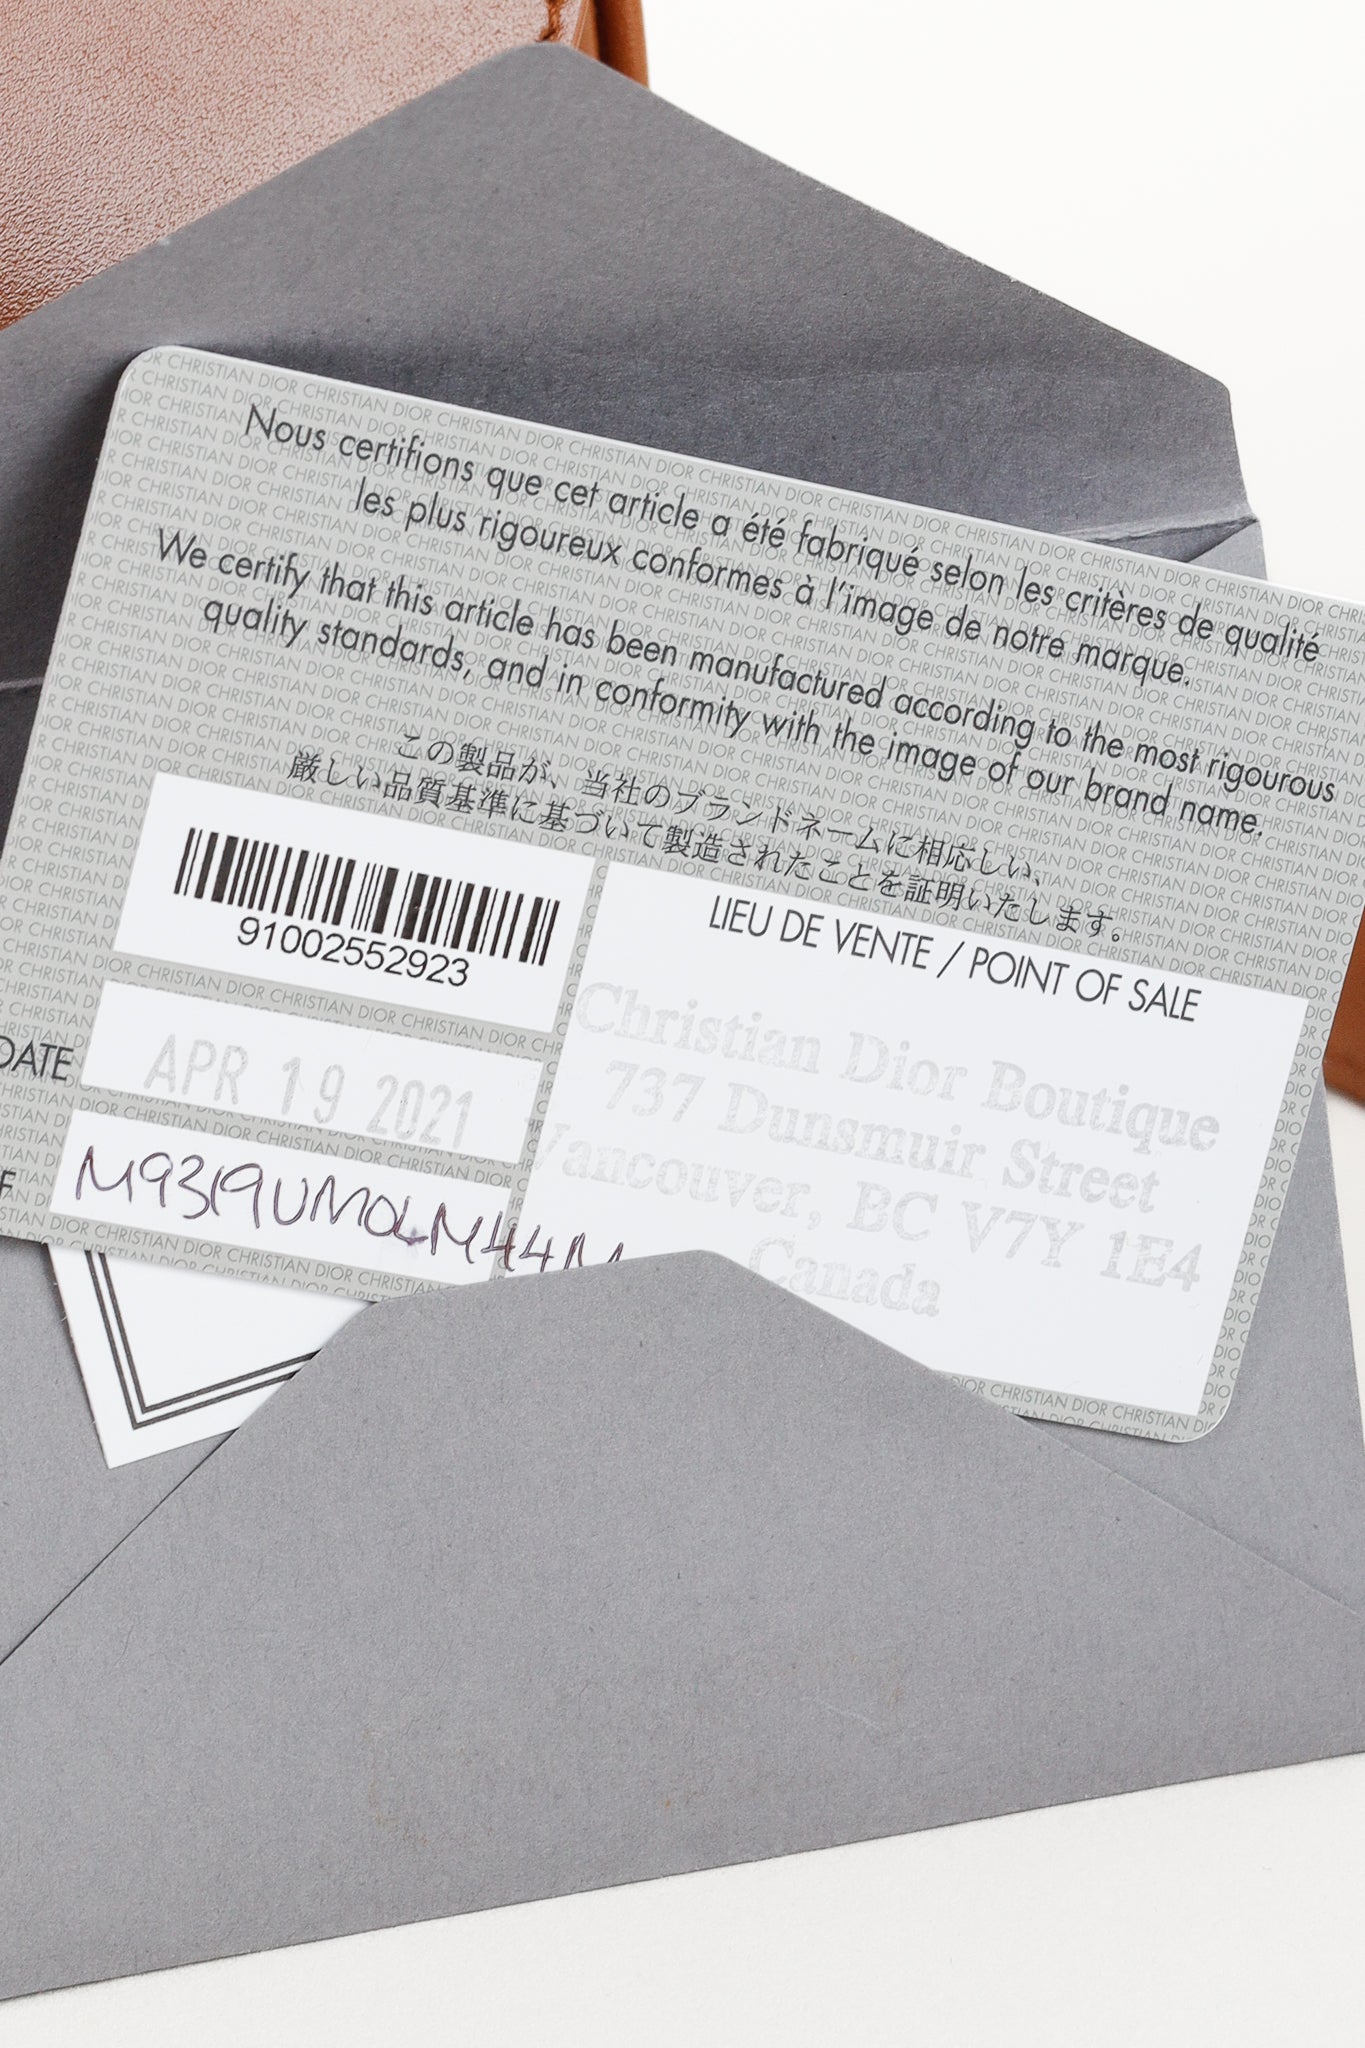 Nous certifions que cet article a été fabriqué selon les critères de qualité
les plus rigoureux conformes à l'image de notre marque.
We certify that this article has been manufactured according to the most rigourous
quality standards, and in conformity with the image of our brand name.
この製品が、当社のブランドネームに相応しい、
厳しい品質基準に基づいて製造されたことを証明いたします。
91002552923
LIEU DE VENTE / POINT OF SALE
Christian Dior Boutique
737 Dunsmuir Street
Vancouver, BC V7Y 1E4
Canada
DATE
APR 19 2021
M9319UMOLM44M